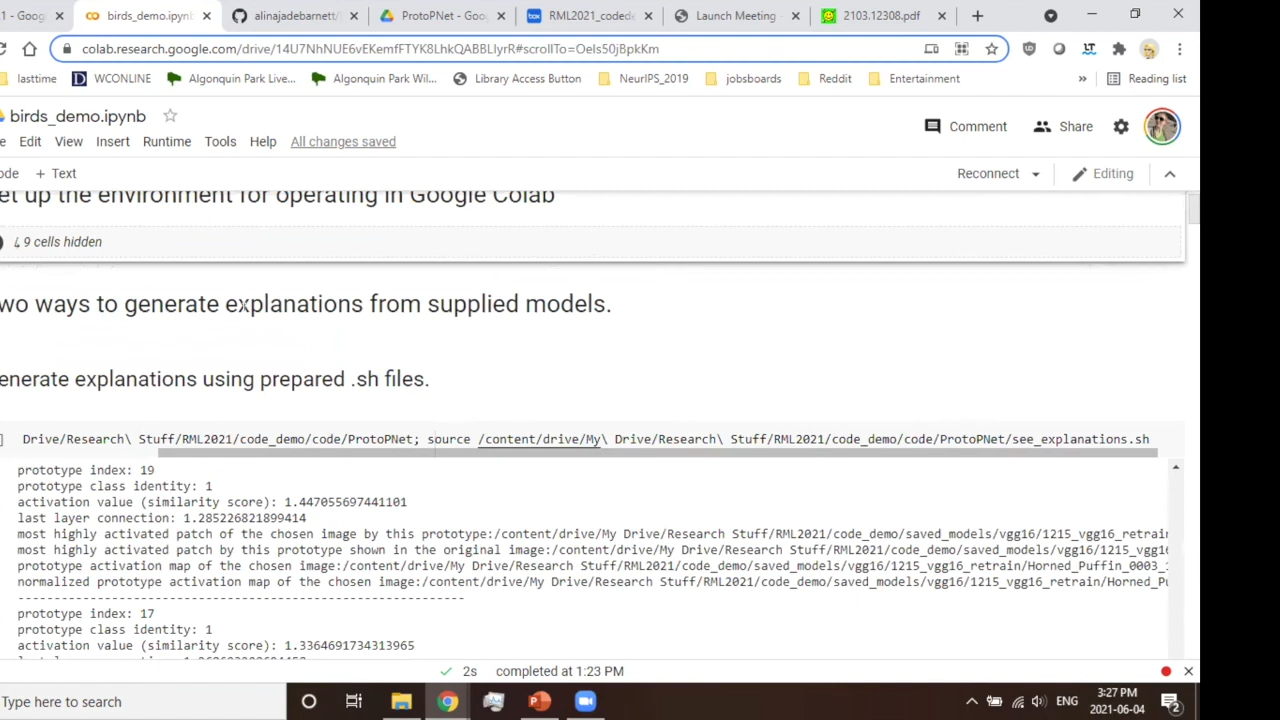 1 - Googl
birds_demo.ipynb
alinajadebarnett/
ProtoPNet - Goo
RML2021_coded
Launch Meeting -
2103.12308.pdf
colab.research.google.com/drive/14U7NhNUE6vEKemfFTYK8LhkQABBLlyrR#scrollTo=Oels50jBpkKm
lasttime
WCONLINE
Algonquin Park Live...
Algonquin Park Wil...
Library Access Button
NeurIPS_2019
jobsboards
Reddit
Entertainment
»
Reading list
birds_demo.ipynb
Comment
Share
e Edit View Insert Runtime Tools Help All changes saved
ode + Text
Reconnect
Editing
et up the environment for operating in Google Colab
9 cells hidden
wo ways to generate explanations from supplied models.
enerate explanations using prepared .sh files.
] Drive/Research\ Stuff/RML2021/code_demo/code/ProtoPNet; source /content/drive/My\ Drive/Research\ Stuff/RML2021/code_demo/code/ProtoPNet/see_explanations.sh
prototype index: 19
prototype class identity: 1
activation value (similarity score): 1.447055697441101
last layer connection: 1.285226821899414
most highly activated patch of the chosen image by this prototype:/content/drive/My Drive/Research Stuff/RML2021/code_demo/saved_models/vgg16/1215_vgg16_retrain
most highly activated patch by this prototype shown in the original image:/content/drive/My Drive/Research Stuff/RML2021/code_demo/saved_models/vgg16/1215_vgg16
prototype activation map of the chosen image:/content/drive/My Drive/Research Stuff/RML2021/code_demo/saved_models/vgg16/1215_vgg16_retrain/Horned_Puffin_0003_1
normalized prototype activation map of the chosen image:/content/drive/My Drive/Research Stuff/RML2021/code_demo/saved_models/vgg16/1215_vgg16_retrain/Horned_Pu
--------------------------------------------------------------
prototype index: 17
prototype class identity: 1
activation value (similarity score): 1.3364691734313965
2s completed at 1:23 PM
Type here to search
ENG
3:27 PM
2021-06-04
2